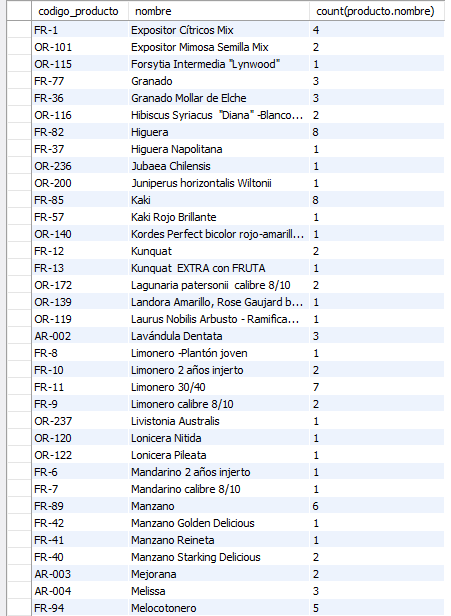 codigo_producto nombre count(producto.nombre)
FR-1 Expositor Cítricos Mix 4
OR-101 Expositor Mimosa Semilla Mix 2
OR-115 Forsytia Intermedia "Lynwood" 1
FR-77 Granado 3
FR-36 Granado Mollar de Elche 3
OR-116 Hibiscus Syriacus "Diana" -Blanco... 2
FR-82 Higuera 8
FR-37 Higuera Napolitana 1
OR-236 Jubaea Chilensis 1
OR-200 Juniperus horizontalis Wiltonii 1
FR-85 Kaki 8
FR-57 Kaki Rojo Brillante 1
OR-140 Kordes Perfect bicolor rojo-amarill... 1
FR-12 Kunquat 2
FR-13 Kunquat EXTRA con FRUTA 1
OR-172 Lagunaria patersonii calibre 8/10 2
OR-139 Landora Amarillo, Rose Gaujard b... 1
OR-119 Laurus Nobilis Arbusto - Ramifica... 1
AR-002 Lavándula Dentata 3
FR-8 Limonero -Plantón joven 1
FR-10 Limonero 2 años injerto 2
FR-11 Limonero 30/40 7
FR-9 Limonero calibre 8/10 2
OR-237 Livistonia Australis 1
OR-120 Lonicera Nitida 1
OR-122 Lonicera Pileata 1
FR-6 Mandarino 2 años injerto 1
FR-7 Mandarino calibre 8/10 1
FR-89 Manzano 6
FR-42 Manzano Golden Delicious 1
FR-41 Manzano Reineta 1
FR-40 Manzano Starking Delicious 2
AR-003 Mejorana 2
AR-004 Melissa 3
FR-94 Melocotonero 5